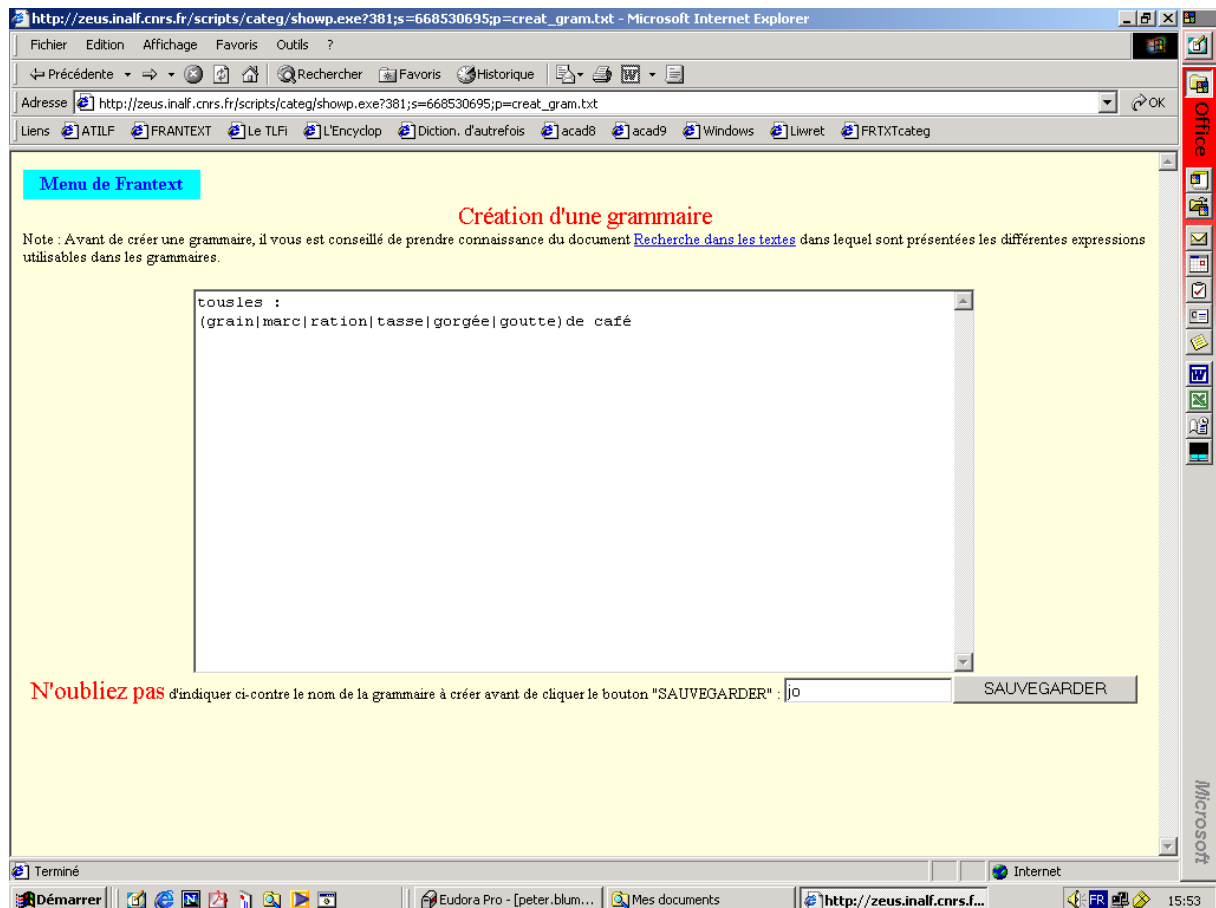 http://zeus.inalf.cnrs.fr/scripts/categ/showp.exe?381;s=668530695;p=creat_gram.txt - Microsoft Internet Explorer
Fichier Edition Affichage Favoris Outils ?
Précédente Rechercher Favoris Historique
Adresse http://zeus.inalf.cnrs.fr/scripts/categ/showp.exe?381;s=668530695;p=creat_gram.txt OK
Liens ATILF FRANTEXT Le TLFi L'Encyclop Diction. d'autrefois acad8 acad9 Windows Liwret FRTXTcateg
Office
Menu de Frantext
Création d'une grammaire
Note : Avant de créer une grammaire, il vous est conseillé de prendre connaissance du document Recherche dans les textes dans lequel sont présentées les différentes expressions
utilisables dans les grammaires.
tousles :
(grain|marc|ration|tasse|gorgée|goutte)de café
N'oubliez pas d'indiquer ci-contre le nom de la grammaire à créer avant de cliquer le bouton "SAUVEGARDER" : jo SAUVEGARDER
Microsoft
Terminé Internet
Démarrer Eudora Pro - [peter.blum... Mes documents http://zeus.inalf.cnrs.f... FR 15:53